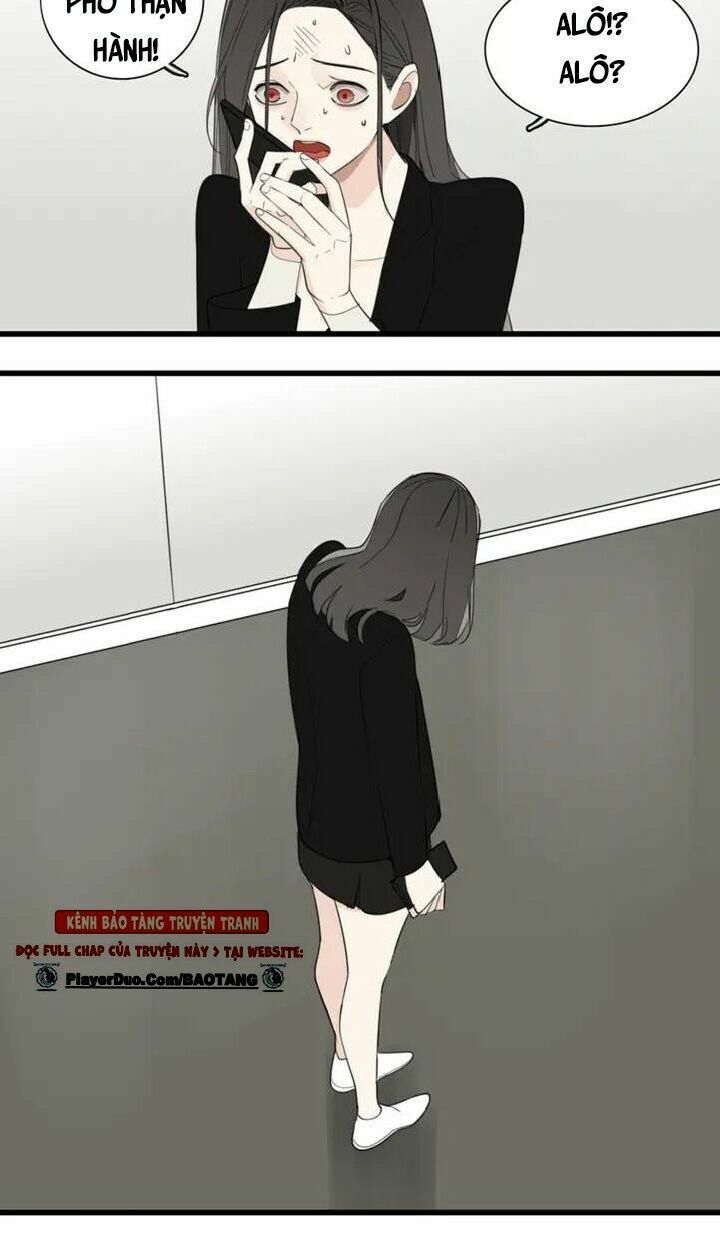 PHÓ THẬN
HÀNH!
ALÔ!?
ALÔ?
KÊNH BẢO TÀNG TRUYỆN TRANH
ĐỌC FULL CHAP CỦA TRUYỆN NÀY > TẠI WEBSITE:
PlayerDuo.Com/BAOTANG